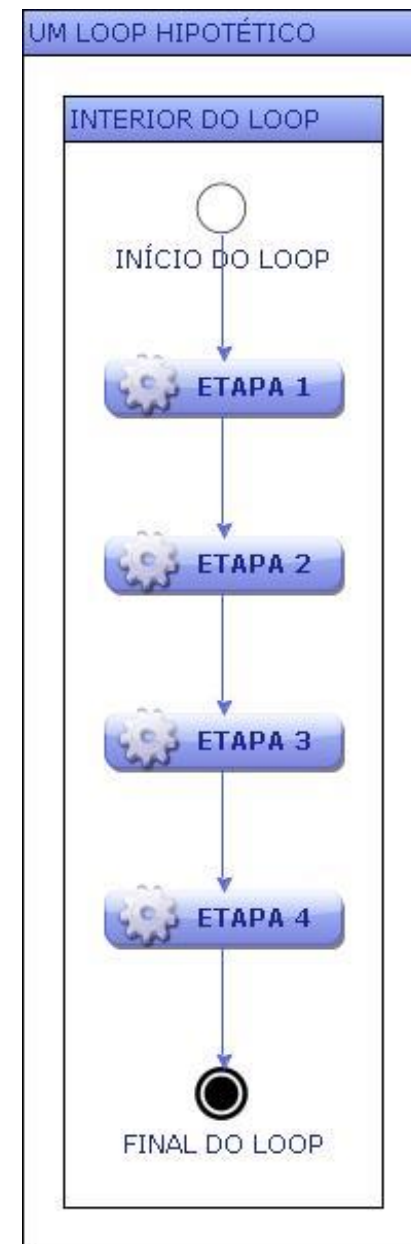 UM LOOP HIPOTÉTICO
INTERIOR DO LOOP
INÍCIO DO LOOP
ETAPA 1
ETAPA 2
ETAPA 3
ETAPA 4
FINAL DO LOOP